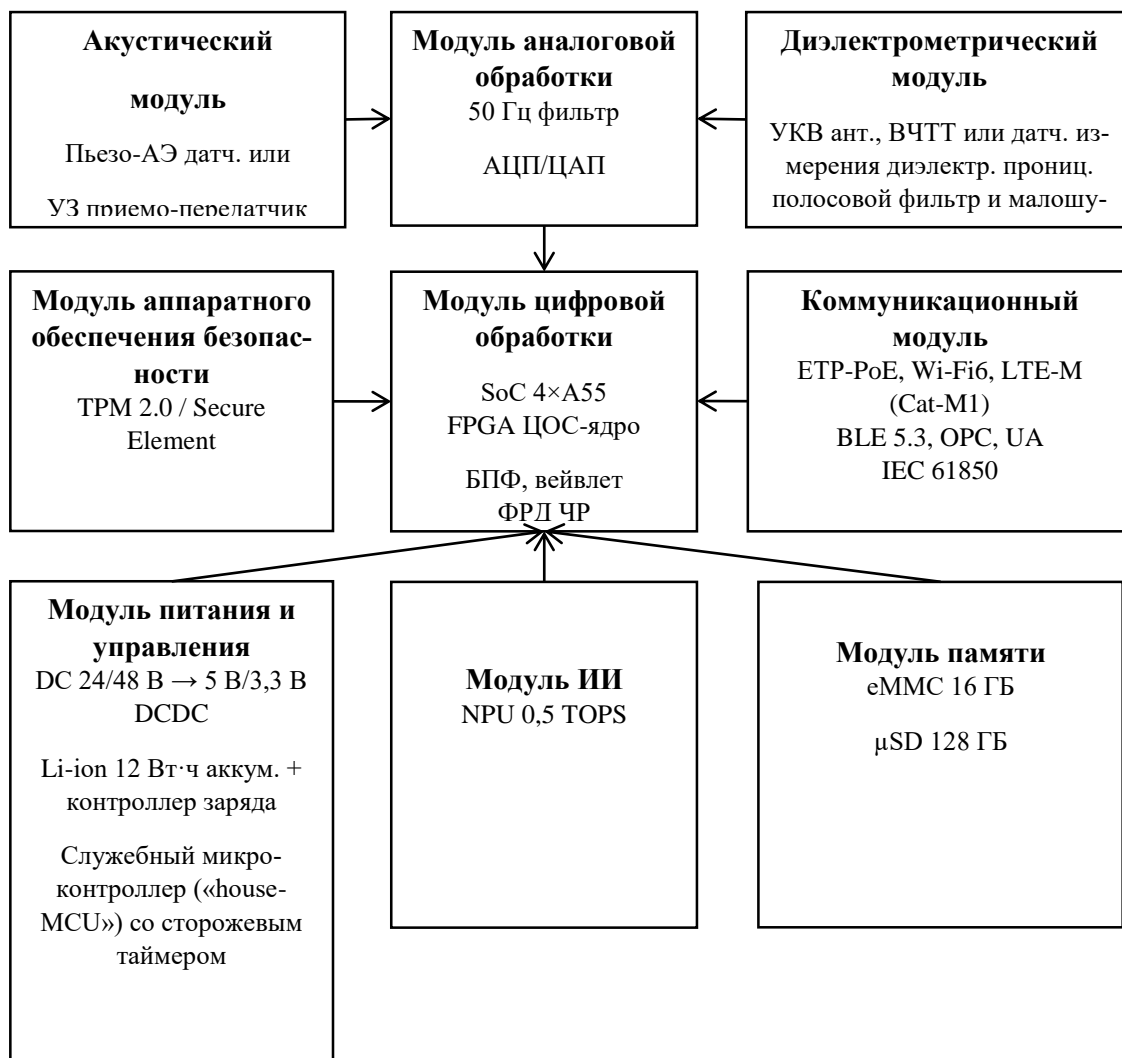 Акустический
модуль
Пьезо-АЭ датч. или
УЗ приемо-передатчик
Модуль аналоговой
обработки
50 Гц фильтр
АЦП/ЦАП
Диэлектрометрический
модуль
УКВ ант., ВЧТТ или датч. из-
мерения диэлектр. прониц.
полосовой фильтр и малошу-
Модуль аппаратного
обеспечения безопас-
ности
TPM 2.0 / Secure
Element
Модуль цифровой
обработки
SoC 4×A55
FPGA ЦОС-ядро
БПФ, вейвлет
ФРД ЧР
Коммуникационный
модуль
ETP-PoE, Wi-Fi6, LTE-M
(Cat-M1)
BLE 5.3, OPC, UA
IEC 61850
Модуль питания и
управления
DC 24/48 В → 5 В/3,3 В
DCDC
Li-ion 12 Вт·ч аккум. +
контроллер заряда
Служебный микро-
контроллер («house-
MCU») со сторожевым
таймером
Модуль ИИ
NPU 0,5 TOPS
Модуль памяти
eMMC 16 ГБ
µSD 128 ГБ